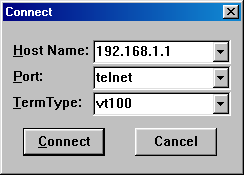 Connect
Host Name: 192.168.1.1
Port: telnet
TermType: vt100
Connect Cancel